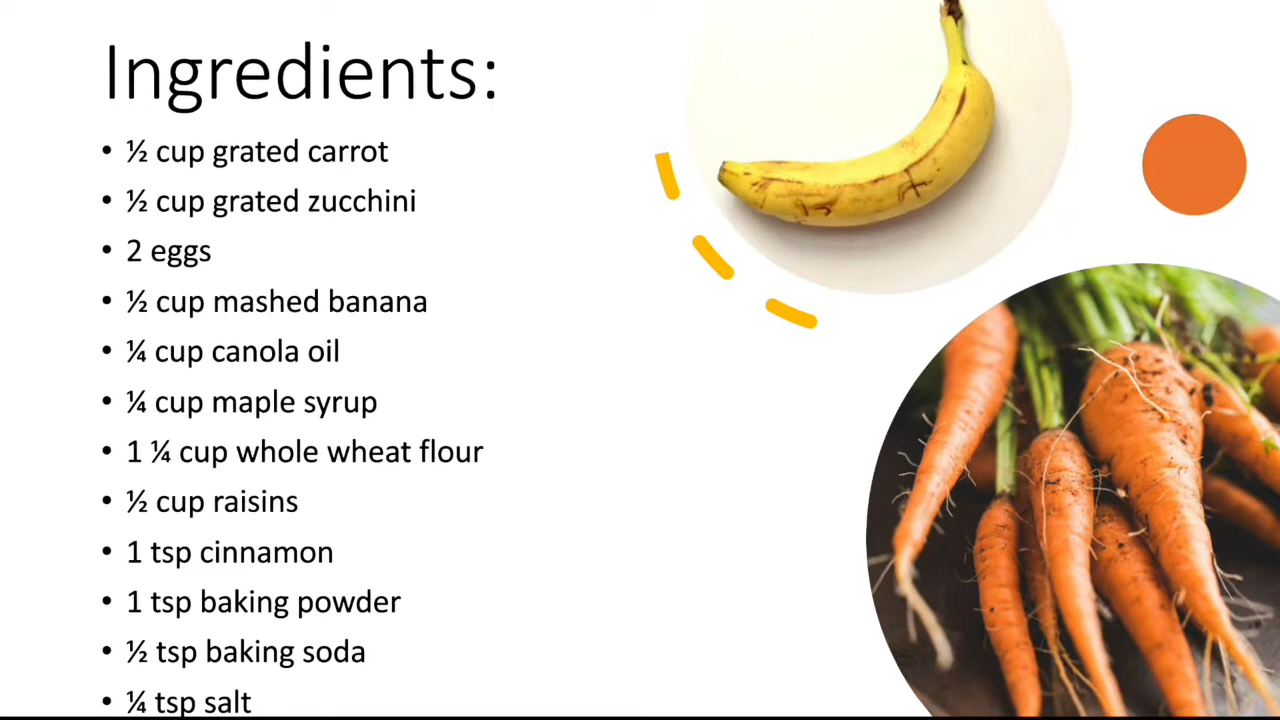 Ingredients:
• ½ cup grated carrot
• ½ cup grated zucchini
• 2 eggs
• ½ cup mashed banana
• ¼ cup canola oil
• ¼ cup maple syrup
• 1 ¼ cup whole wheat flour
• ½ cup raisins
• 1 tsp cinnamon
• 1 tsp baking powder
• ½ tsp baking soda
• ¼ tsp salt